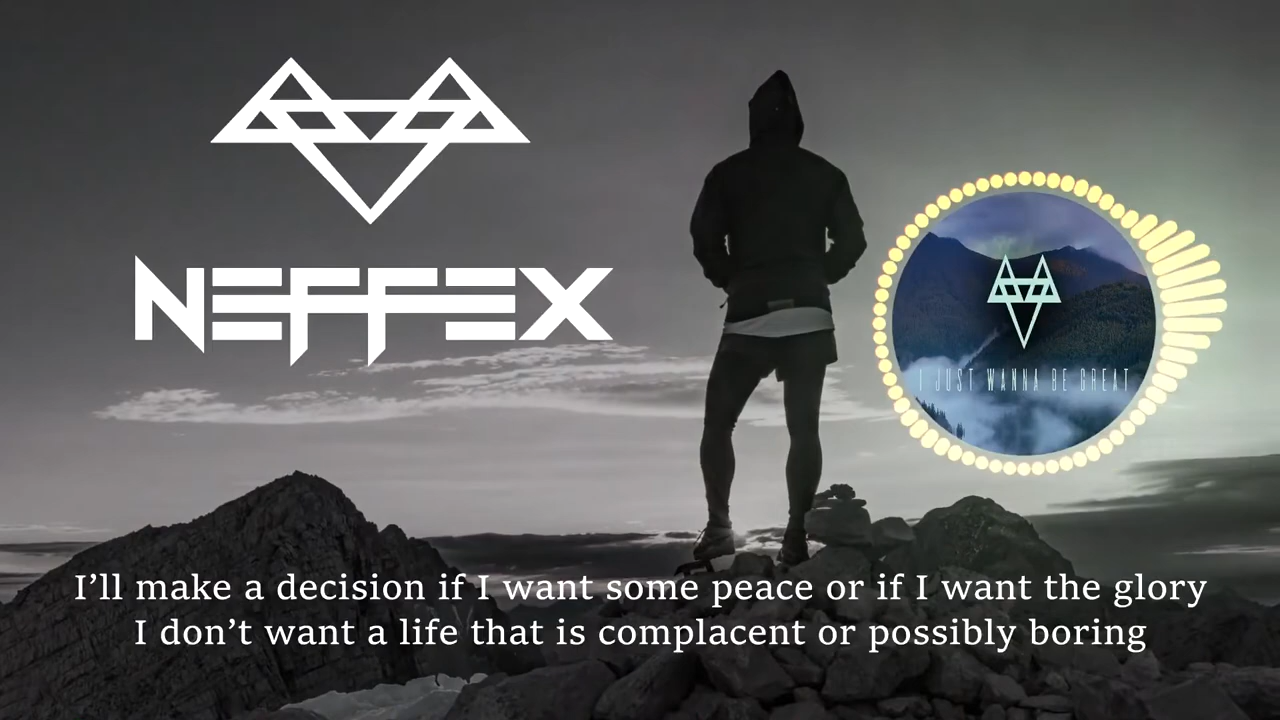 NEFFEX
I JUST WANNA BE GREAT
I’ll make a decision if I want some peace or if I want the glory
I don’t want a life that is complacent or possibly boring